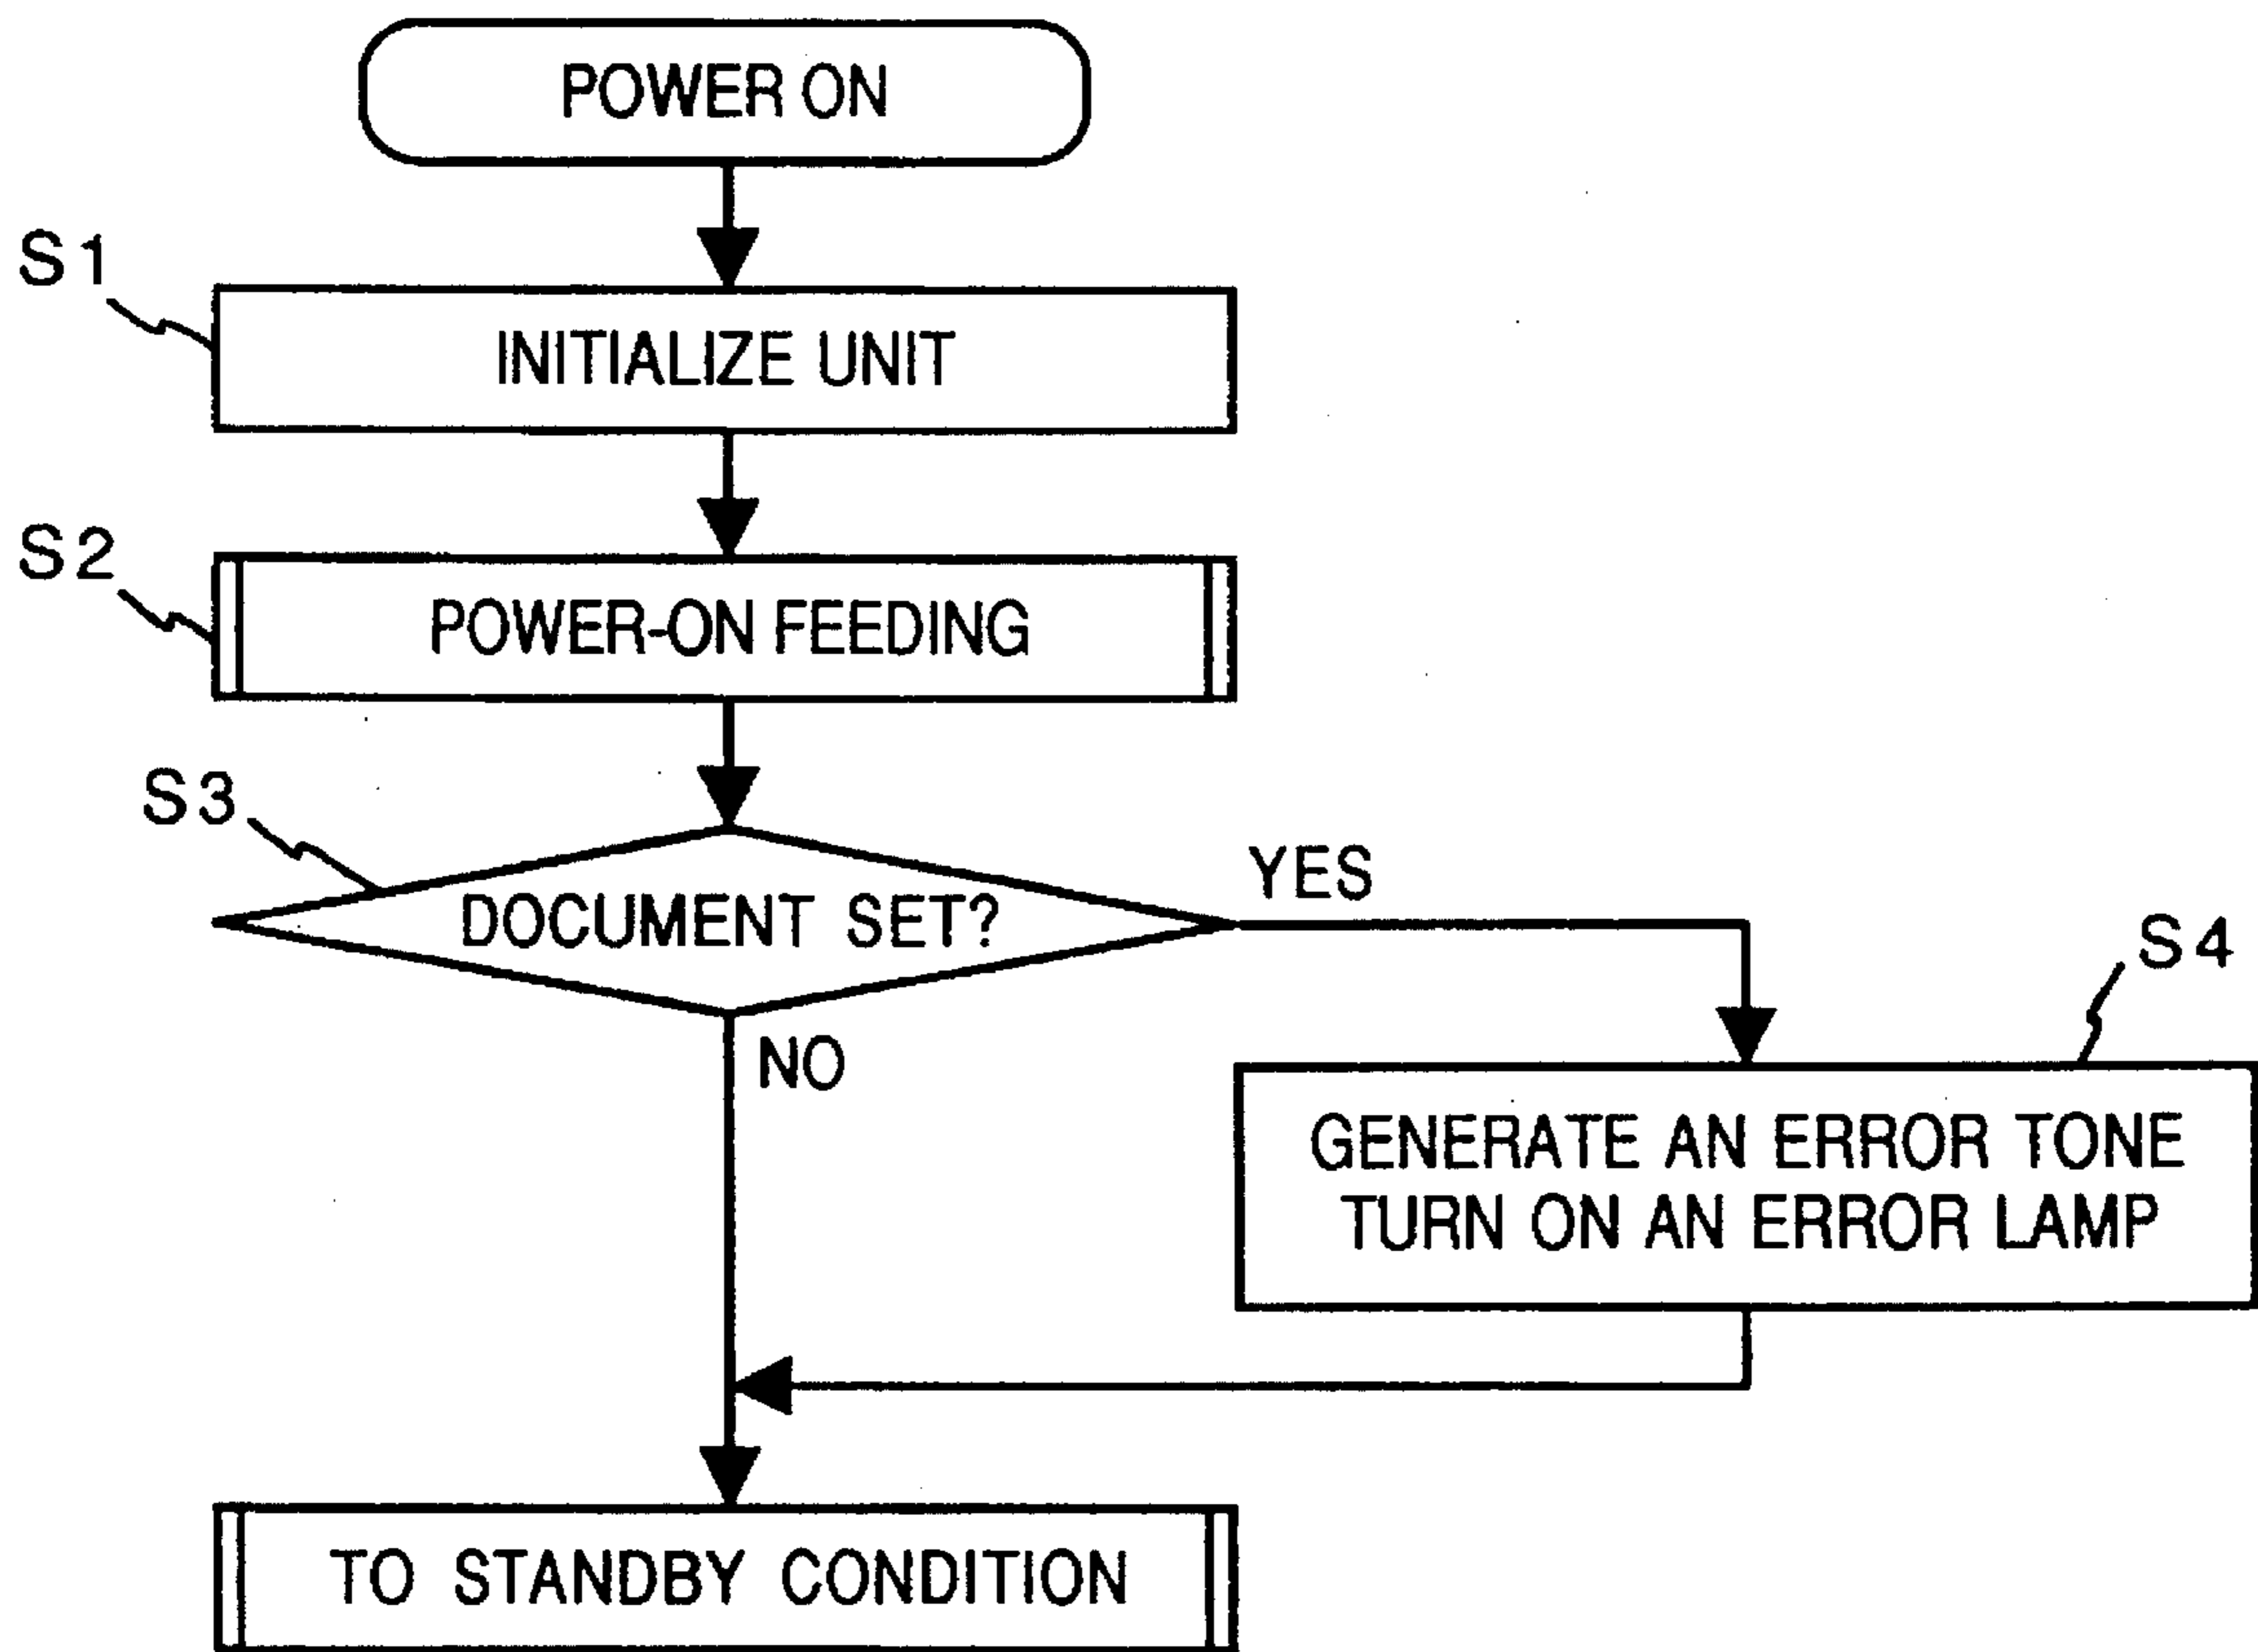 POWER ON
S1
INITIALIZE UNIT
S2
POWER-ON FEEDING
S3
DOCUMENT SET?
YES
NO
S4
GENERATE AN ERROR TONE
TURN ON AN ERROR LAMP
TO STANDBY CONDITION